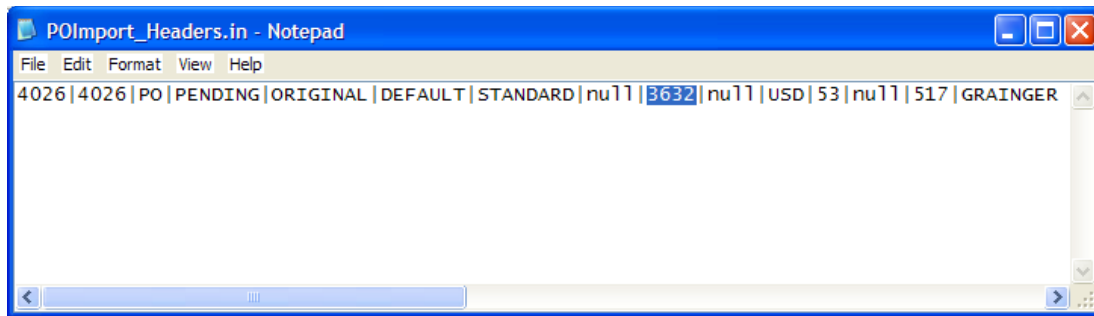 POImport_Headers.in - Notepad
File Edit Format View Help
4026|4026|PO|PENDING|ORIGINAL|DEFAULT|STANDARD|null|3632|null|USD|53|null|517|GRAINGER